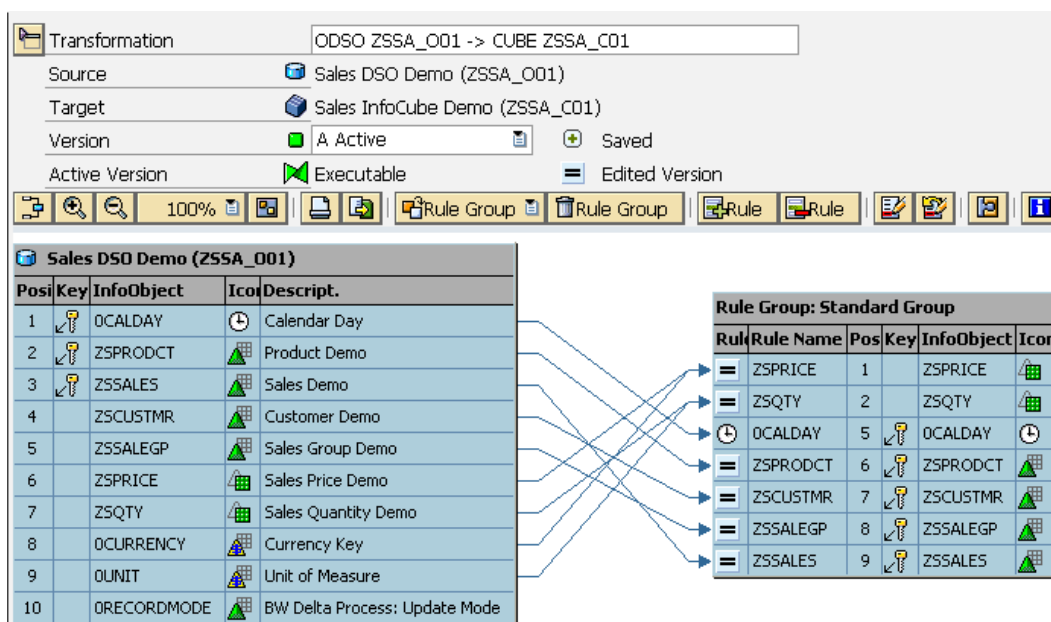 Transformation ODSO ZSSA_O01 -> CUBE ZSSA_C01
Source Sales DSO Demo (ZSSA_O01)
Target Sales InfoCube Demo (ZSSA_C01)
Version A Active Saved
Active Version Executable Edited Version
100% Rule Group Rule Group Rule Rule
Sales DSO Demo (ZSSA_O01)
Posi Key InfoObject Icon Descript.
1 0CALDAY Calendar Day
2 ZSPRODCT Product Demo
3 ZSSALES Sales Demo
4 ZSCUSTMR Customer Demo
5 ZSSALEGP Sales Group Demo
6 ZSPRICE Sales Price Demo
7 ZSQTY Sales Quantity Demo
8 0CURRENCY Currency Key
9 0UNIT Unit of Measure
10 0RECORDMODE BW Delta Process: Update Mode
Rule Group: Standard Group
Rule Rule Name Pos Key InfoObject Icon
ZSPRICE 1 ZSPRICE
ZSQTY 2 ZSQTY
0CALDAY 5 0CALDAY
ZSPRODCT 6 ZSPRODCT
ZSCUSTMR 7 ZSCUSTMR
ZSSALEGP 8 ZSSALEGP
ZSSALES 9 ZSSALES